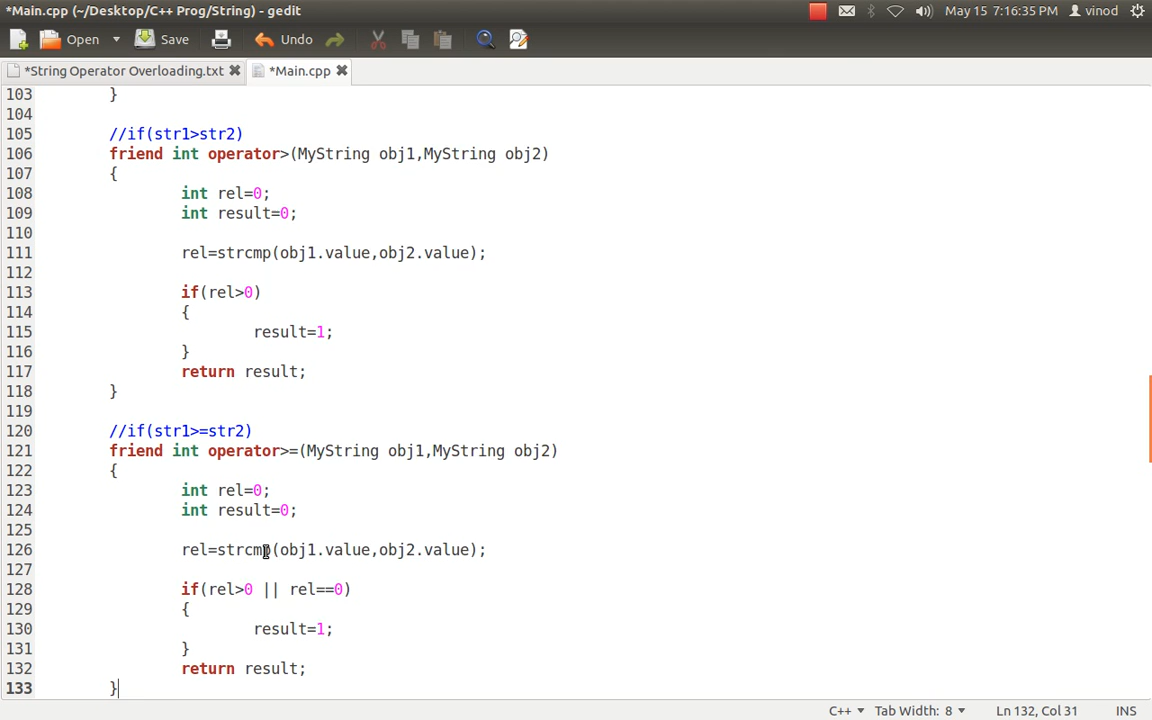 *Main.cpp (~/Desktop/C++ Prog/String) - gedit
May 15 7:16:35 PM vinod
Open Save Undo
*String Operator Overloading.txt *Main.cpp
103 }
104
105 //if(str1>str2)
106 friend int operator>(MyString obj1,MyString obj2)
107 {
108 int rel=0;
109 int result=0;
110
111 rel=strcmp(obj1.value,obj2.value);
112
113 if(rel>0)
114 {
115 result=1;
116 }
117 return result;
118 }
119
120 //if(str1>=str2)
121 friend int operator>=(MyString obj1,MyString obj2)
122 {
123 int rel=0;
124 int result=0;
125
126 rel=strcmp(obj1.value,obj2.value);
127
128 if(rel>0 || rel==0)
129 {
130 result=1;
131 }
132 return result;
133 }
C++ Tab Width: 8 Ln 132, Col 31 INS